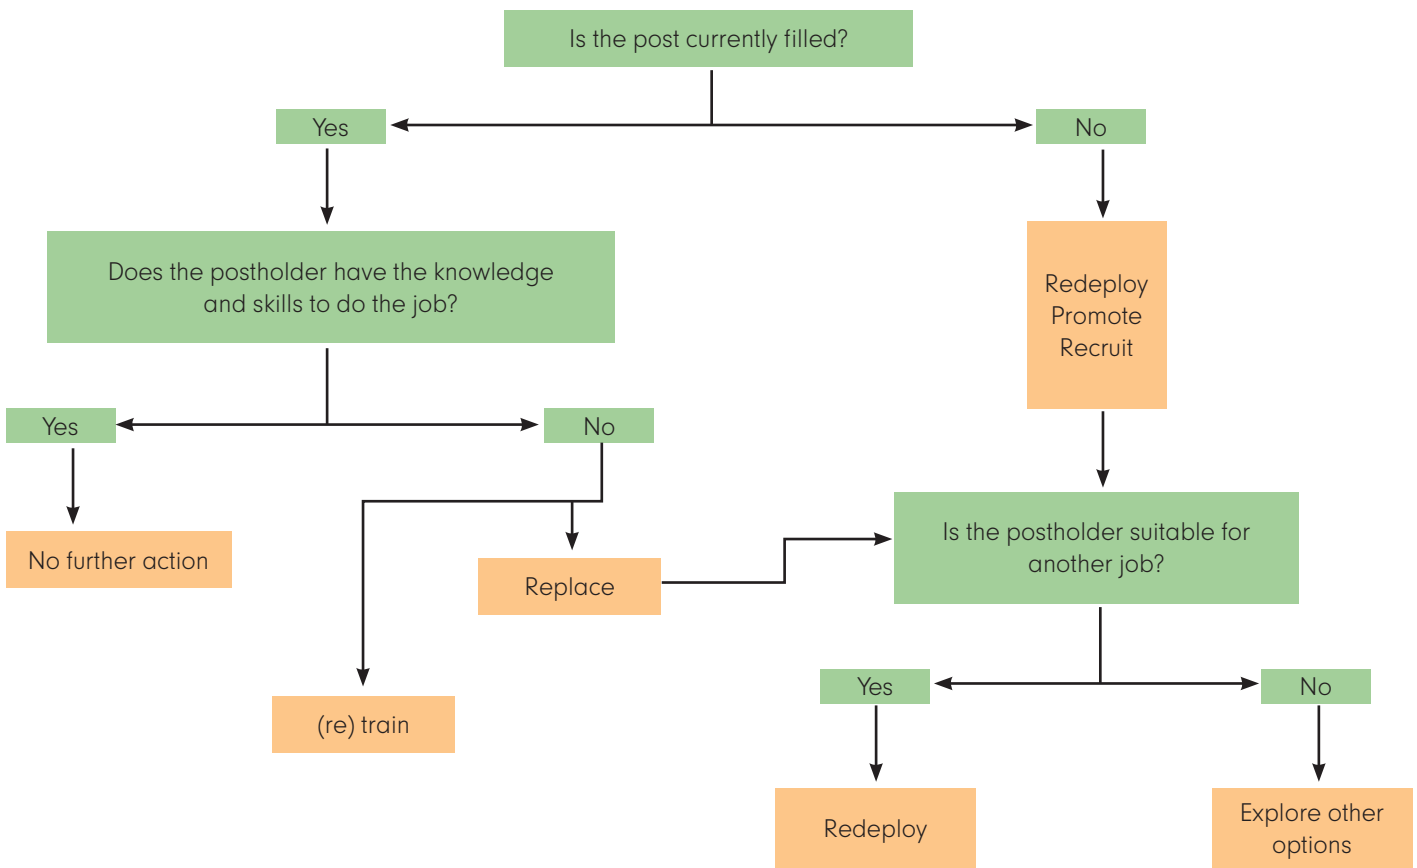 Is the post currently filled?
Yes
No
Does the postholder have the knowledge
and skills to do the job?
Redeploy
Promote
Recruit
Yes
No
No further action
Replace
Is the postholder suitable for
another job?
(re) train
Yes
No
Redeploy
Explore other
options